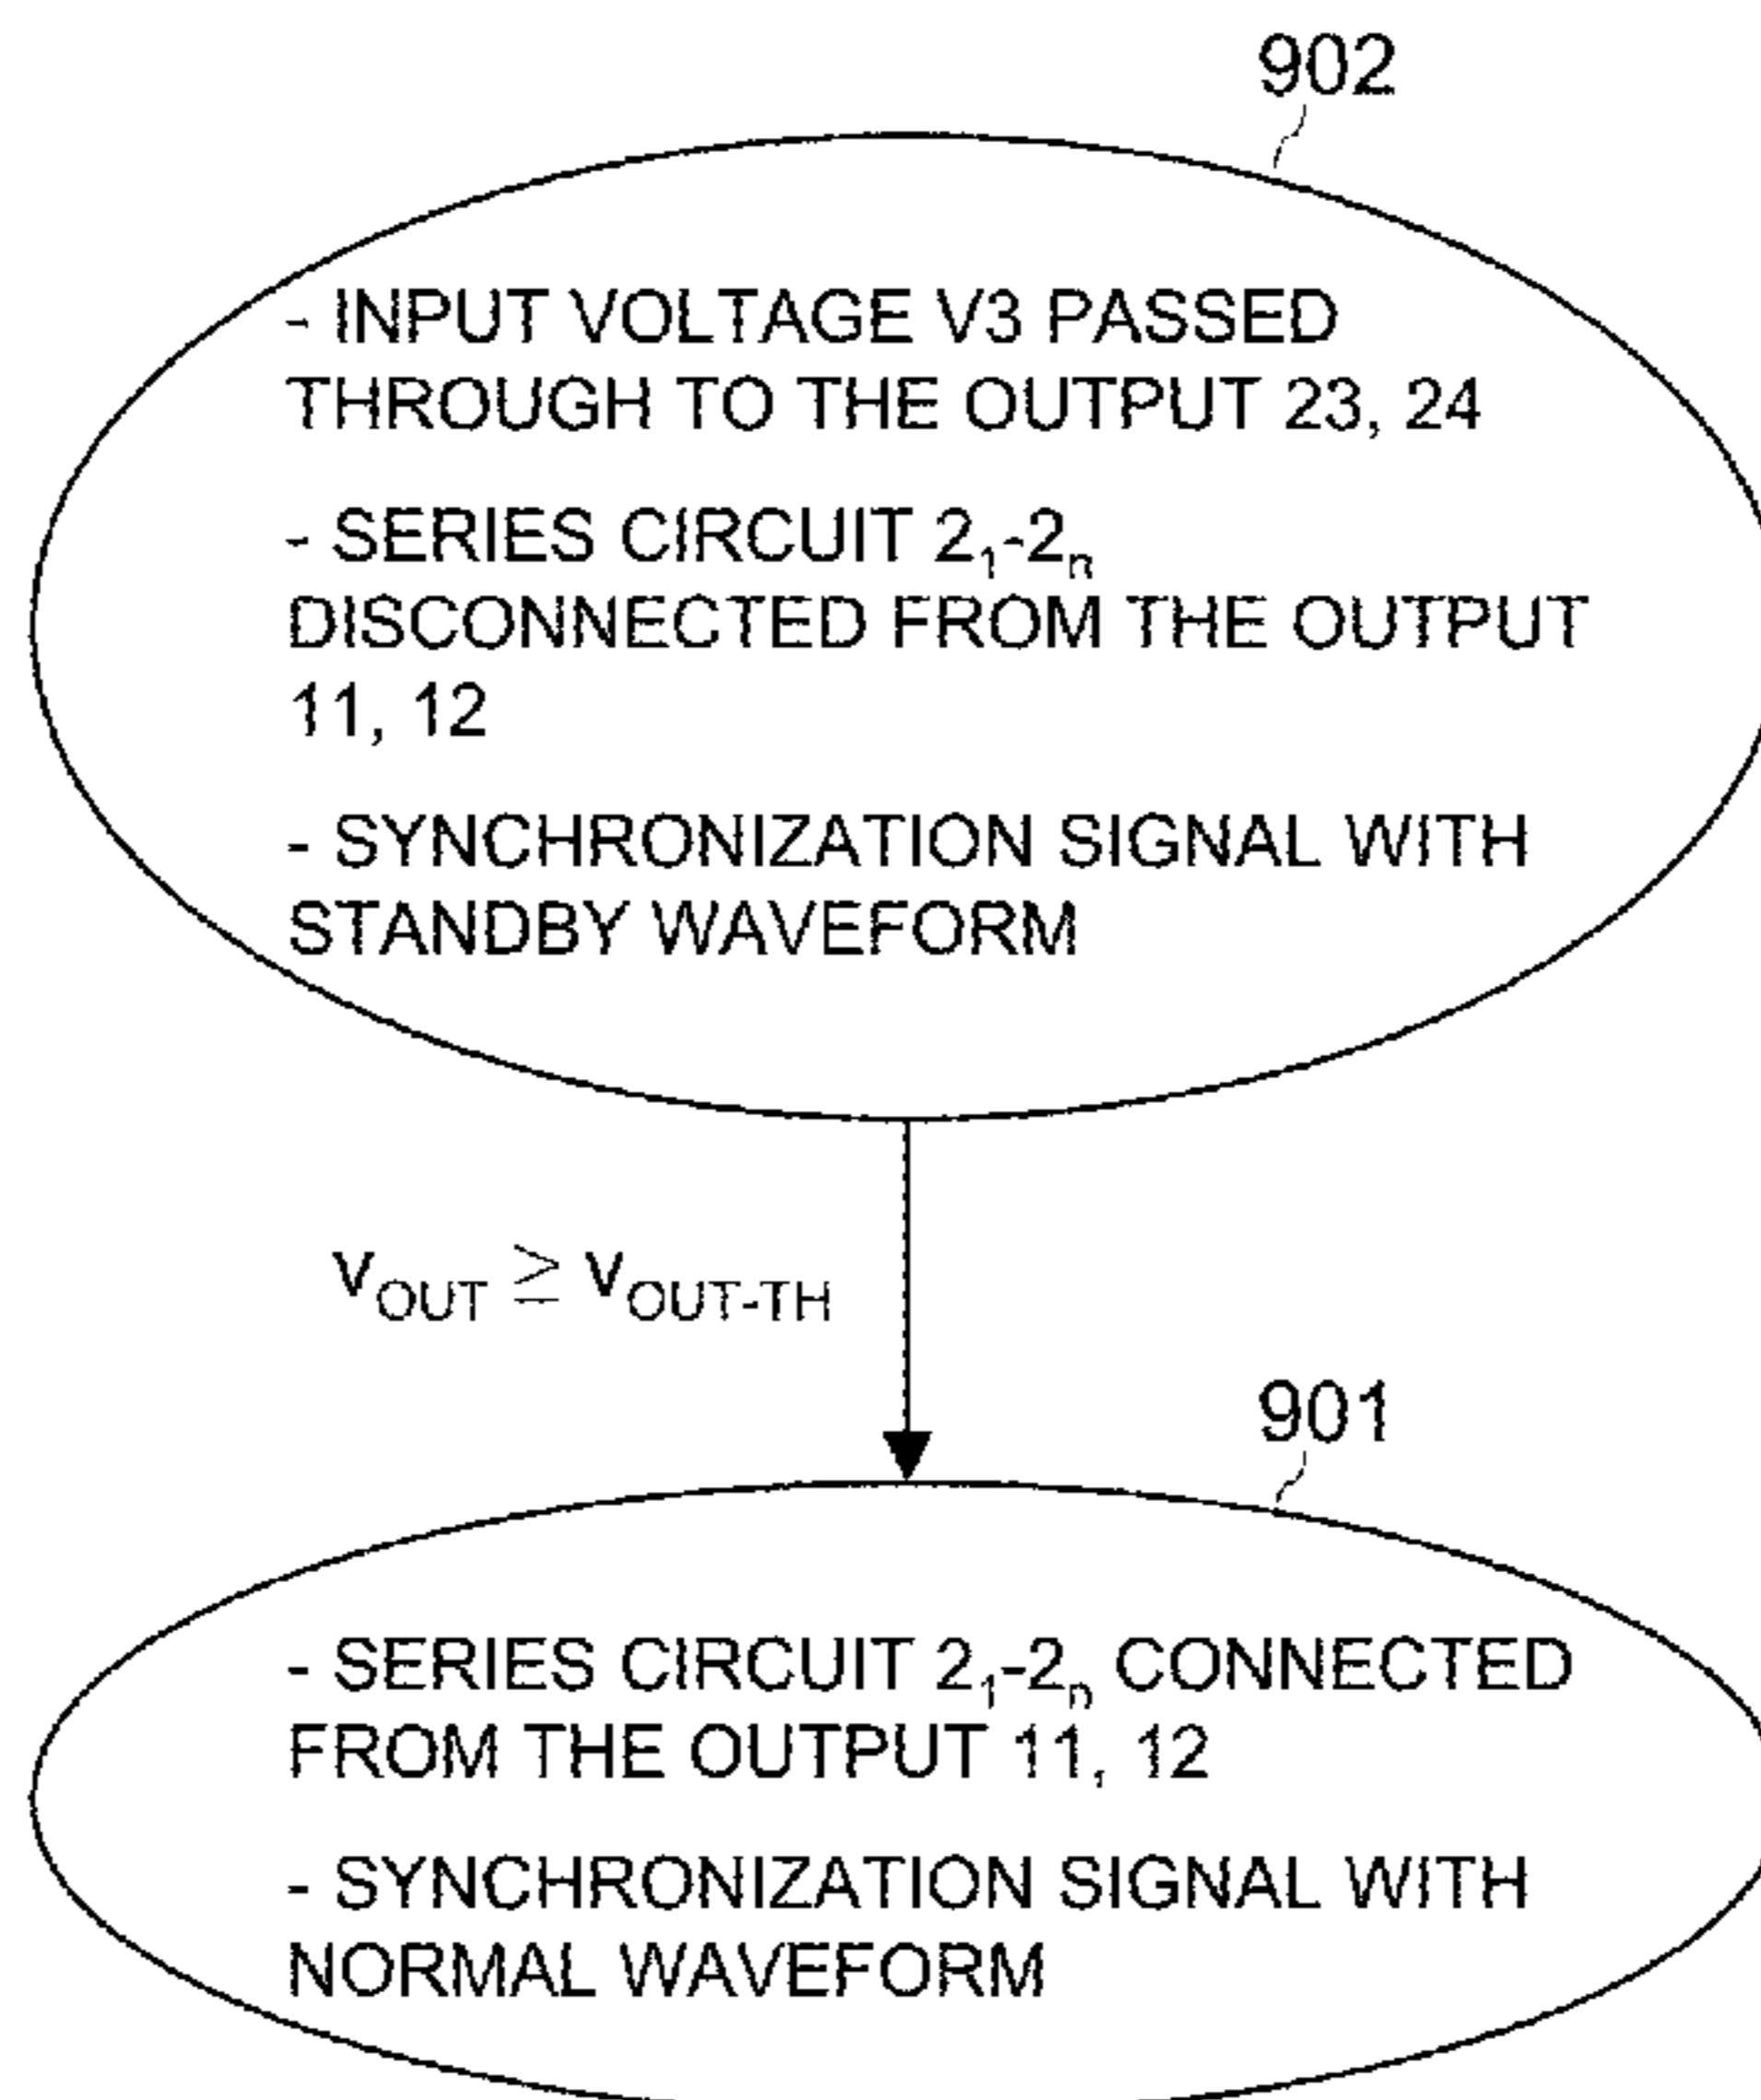 902
- INPUT VOLTAGE V3 PASSED
THROUGH TO THE OUTPUT 23, 24
- SERIES CIRCUIT 2₁-2ₙ
DISCONNECTED FROM THE OUTPUT
11, 12
- SYNCHRONIZATION SIGNAL WITH
STANDBY WAVEFORM
V_OUT ≥ V_OUT-TH
901
- SERIES CIRCUIT 2₁-2ₙ CONNECTED
FROM THE OUTPUT 11, 12
- SYNCHRONIZATION SIGNAL WITH
NORMAL WAVEFORM